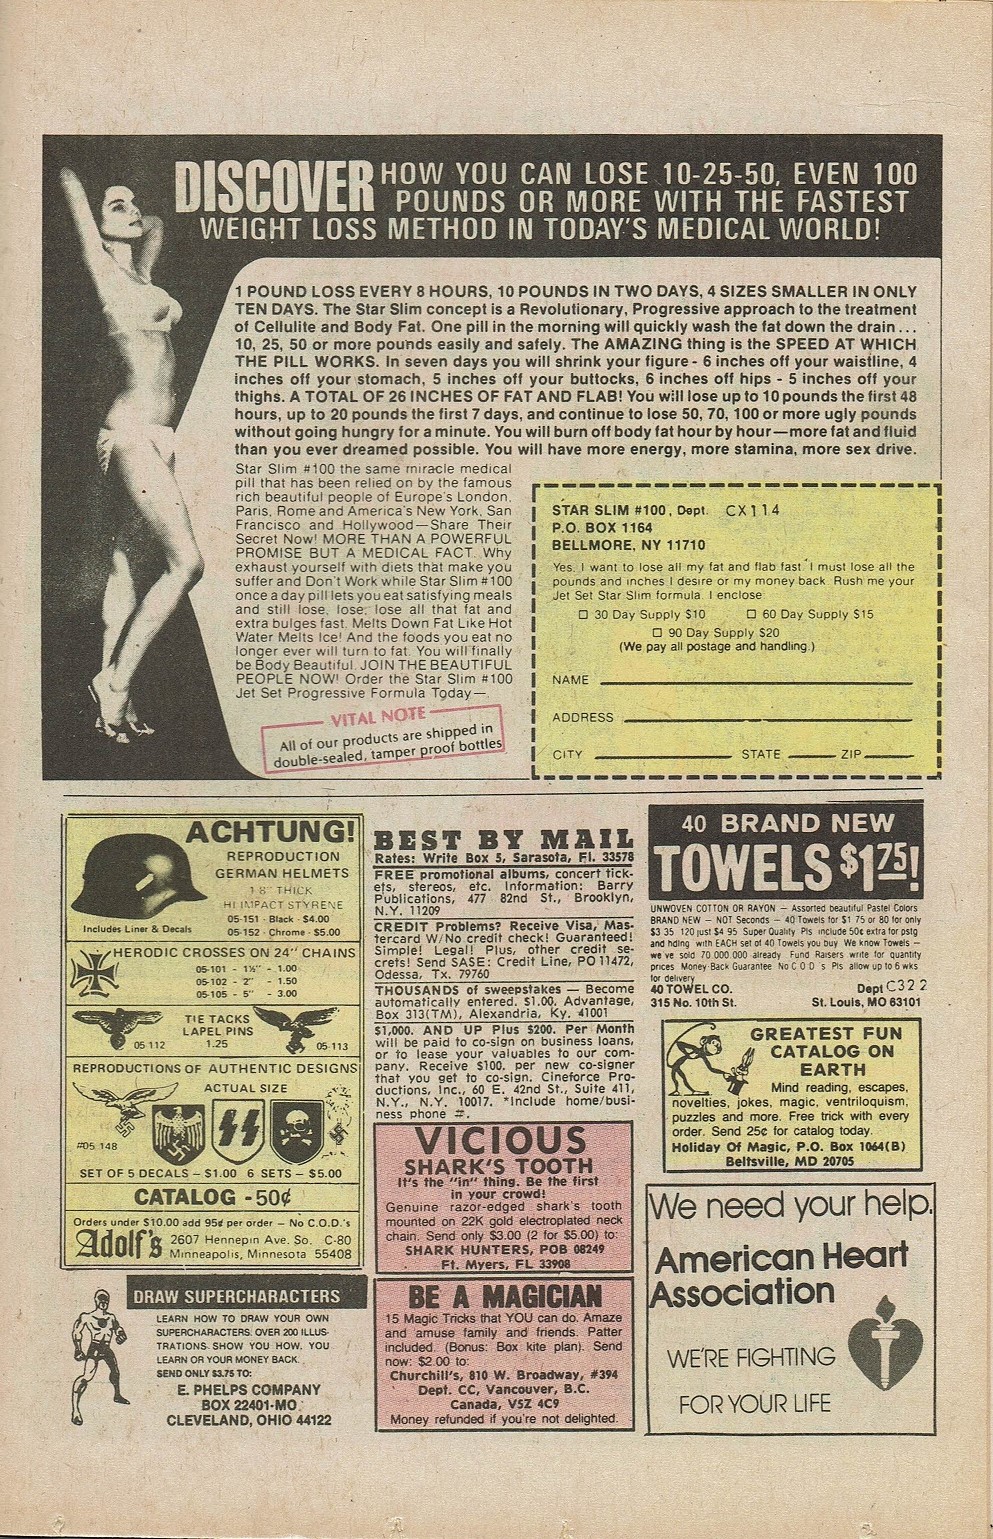 DISCOVER HOW YOU CAN LOSE 10-25-50, EVEN 100
POUNDS OR MORE WITH THE FASTEST
WEIGHT LOSS METHOD IN TODAY'S MEDICAL WORLD!
1 POUND LOSS EVERY 8 HOURS, 10 POUNDS IN TWO DAYS, 4 SIZES SMALLER IN ONLY
TEN DAYS. The Star Slim concept is a Revolutionary, Progressive approach to the treatment
of Cellulite and Body Fat. One pill in the morning will quickly wash the fat down the drain...
10, 25, 50 or more pounds easily and safely. The AMAZING thing is the SPEED AT WHICH
THE PILL WORKS. In seven days you will shrink your figure - 6 inches off your waistline, 4
inches off your stomach, 5 inches off your buttocks, 6 inches off hips - 5 inches off your
thighs. A TOTAL OF 26 INCHES OF FAT AND FLAB! You will lose up to 10 pounds the first 48
hours, up to 20 pounds the first 7 days, and continue to lose 50, 70, 100 or more ugly pounds
without going hungry for a minute. You will burn off body fat hour by hour—more fat and fluid
than you ever dreamed possible. You will have more energy, more stamina, more sex drive.
Star Slim #100 the same miracle medical
pill that has been relied on by the famous
rich beautiful people of Europe's London,
Paris, Rome and America's New York, San
Francisco and Hollywood—Share Their
Secret Now! MORE THAN A POWERFUL
PROMISE BUT A MEDICAL FACT. Why
exhaust yourself with diets that make you
suffer and Don't Work while Star Slim #100
once a day pill lets you eat satisfying meals
and still lose, lose, lose all that fat and
extra bulges fast. Melts Down Fat Like Hot
Water Melts Ice! And the foods you eat no
longer ever will turn to fat. You will finally
be Body Beautiful. JOIN THE BEAUTIFUL
PEOPLE NOW! Order the Star Slim #100
Jet Set Progressive Formula Today—
VITAL NOTE
All of our products are shipped in
double-sealed, tamper proof bottles
STAR SLIM #100, Dept. CX114
P.O. BOX 1164
BELLMORE, NY 11710
Yes, I want to lose all my fat and flab fast. I must lose all the
pounds and inches I desire or my money back. Rush me your
Jet Set Star Slim formula. I enclose
☐ 30 Day Supply $10 ☐ 60 Day Supply $15
☐ 90 Day Supply $20
(We pay all postage and handling.)
NAME
ADDRESS
CITY STATE ZIP
ACHTUNG!
REPRODUCTION
GERMAN HELMETS
1/8" THICK
HI IMPACT STYRENE
05-151 - Black - $4.00
05-152 - Chrome - $5.00
Includes Liner & Decals
HERODIC CROSSES ON 24" CHAINS
05-101 - 1½" - 1.00
05-102 - 2" - 1.50
05-105 - 5" - 3.00
TIE TACKS
LAPEL PINS
1.25
05-112
05-113
REPRODUCTIONS OF AUTHENTIC DESIGNS
ACTUAL SIZE
#05-148
SET OF 5 DECALS - $1.00 6 SETS - $5.00
CATALOG - 50¢
Orders under $10.00 add 95¢ per order - No C.O.D.'s
Adolf's 2607 Hennepin Ave. So. C-80
Minneapolis, Minnesota 55408
DRAW SUPERCHARACTERS
LEARN HOW TO DRAW YOUR OWN
SUPERCHARACTERS. OVER 200 ILLUS-
TRATIONS SHOW YOU HOW. YOU
LEARN OR YOUR MONEY BACK.
SEND ONLY $3.75 TO:
E. PHELPS COMPANY
BOX 22401-MO
CLEVELAND, OHIO 44122
BEST BY MAIL
Rates: Write Box 5, Sarasota, Fl. 33578
FREE promotional albums, concert tick-
ets, stereos, etc. Information: Barry
Publications, 477 82nd St., Brooklyn,
N.Y. 11209
CREDIT Problems? Receive Visa, Mas-
tercard W/No credit check! Guaranteed!
Simple! Legal! Plus, other credit se-
crets! Send SASE: Credit Line, PO 11472,
Odessa, Tx. 79760
THOUSANDS of sweepstakes — Become
automatically entered. $1.00, Advantage,
Box 313(TM), Alexandria, Ky. 41001
$1,000. AND UP Plus $200. Per Month
will be paid to co-sign on business loans,
or to lease your valuables to our com-
pany. Receive $100. per new co-signer
that you get to co-sign. Cineforce Pro-
ductions, Inc., 60 E. 42nd St., Suite 411,
N.Y., N.Y. 10017. *Include home/busi-
ness phone #.
VICIOUS
SHARK'S TOOTH
It's the "in" thing. Be the first
in your crowd!
Genuine razor-edged shark's tooth
mounted on 22K gold electroplated neck
chain. Send only $3.00 (2 for $5.00) to:
SHARK HUNTERS, POB 08249
Ft. Myers, FL 33908
BE A MAGICIAN
15 Magic Tricks that YOU can do. Amaze
and amuse family and friends. Patter
included. (Bonus: Box kite plan). Send
now: $2.00 to:
Churchill's, 810 W. Broadway, #394
Dept. CC, Vancouver, B.C.
Canada, V5Z 4C9
Money refunded if you're not delighted.
40 BRAND NEW
TOWELS $1.75!
UNWOVEN COTTON OR RAYON — Assorted beautiful Pastel Colors
BRAND NEW — NOT Seconds — 40 Towels for $1.75 or 80 for only
$3.35 120 just $4.95 Super Quality Pls include 50¢ extra for pstg
and hdlng with EACH set of 40 Towels you buy We know Towels —
we've sold 70,000,000 already Fund Raisers write for quantity
prices Money-Back Guarantee No C.O.D.'s Pls allow up to 6 wks
for delivery
40 TOWEL CO. Dept C322
315 No. 10th St. St. Louis, MO 63101
GREATEST FUN
CATALOG ON
EARTH
Mind reading, escapes,
novelties, jokes, magic, ventriloquism,
puzzles and more. Free trick with every
order. Send 25¢ for catalog today.
Holiday Of Magic, P.O. Box 1064(B)
Beltsville, MD 20705
We need your help.
American Heart
Association
WE'RE FIGHTING
FOR YOUR LIFE